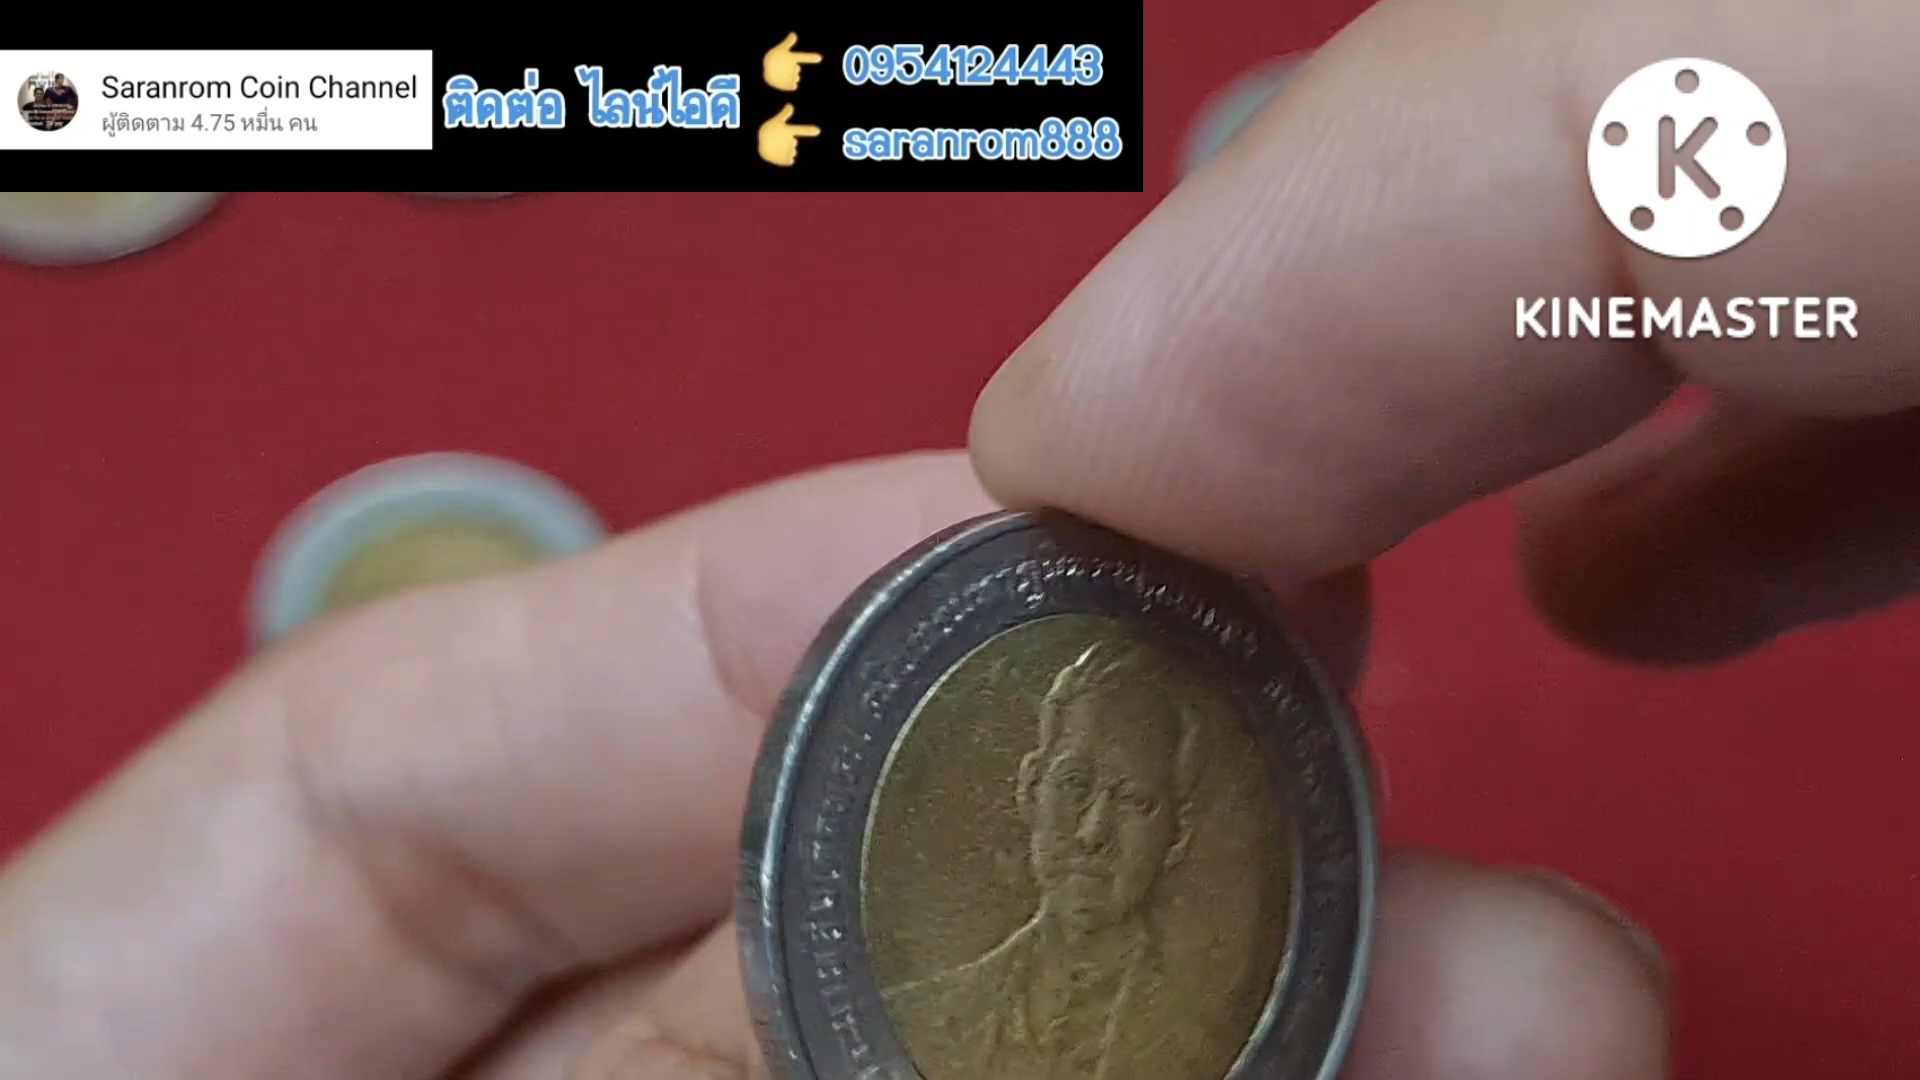 Saranrom Coin Channel
ผู้ติดตาม 4.75 หมื่น คน
ติดต่อ ไลน์ไอดี
👉 0954124443
👉 saranrom888
K
KINEMASTER